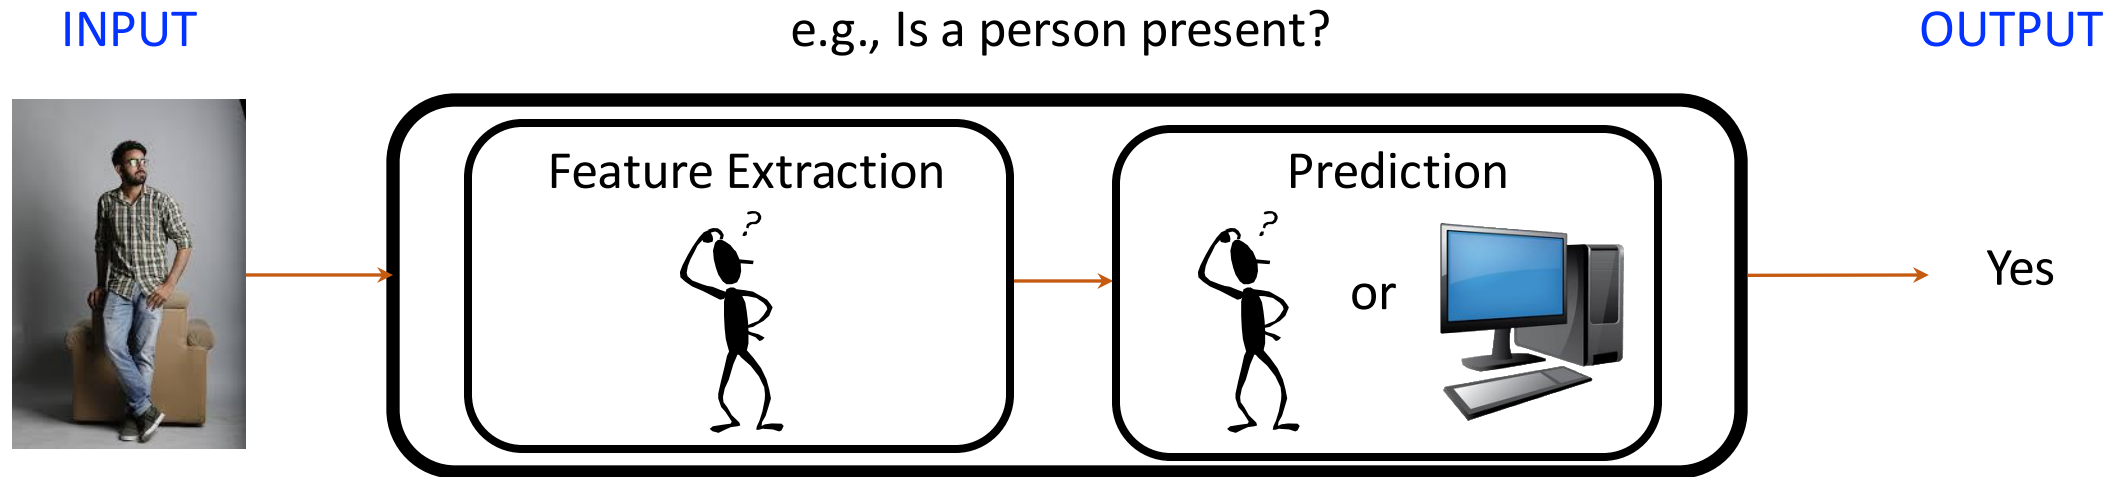 INPUT
e.g., Is a person present?
OUTPUT
Feature Extraction
?
Prediction
?
or
Yes